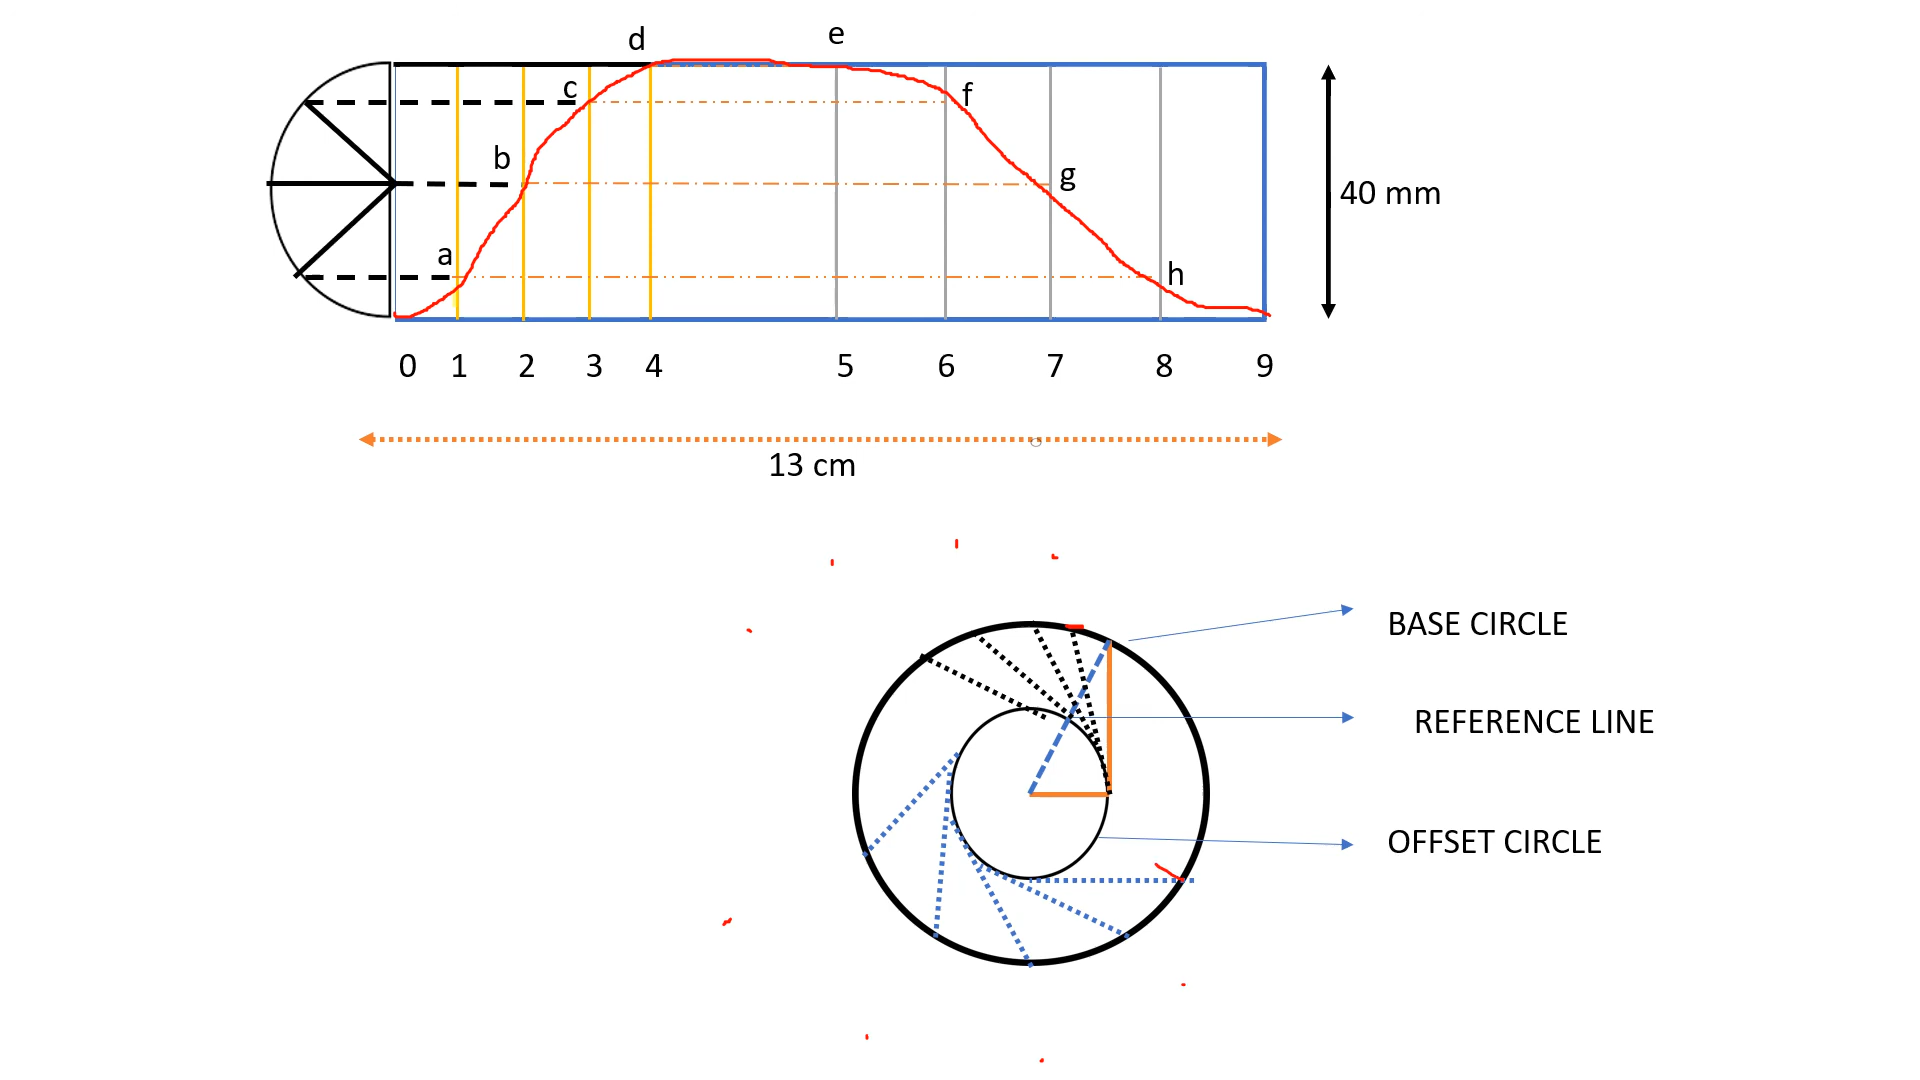 d
e
c
f
b
g
a
h
40 mm
0 1 2 3 4 5 6 7 8 9
13 cm
BASE CIRCLE
REFERENCE LINE
OFFSET CIRCLE